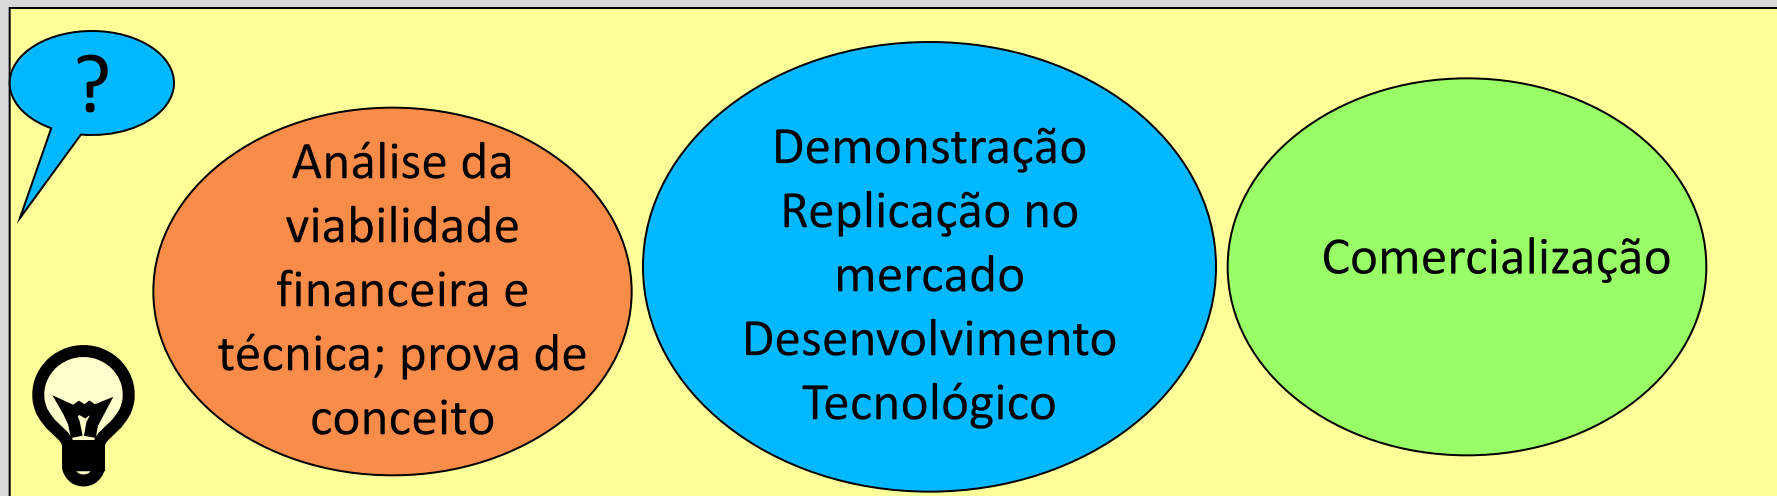 ?
Análise da
viabilidade
financeira e
técnica; prova de
conceito
Demonstração
Replicação no
mercado
Desenvolvimento
Tecnológico
Comercialização